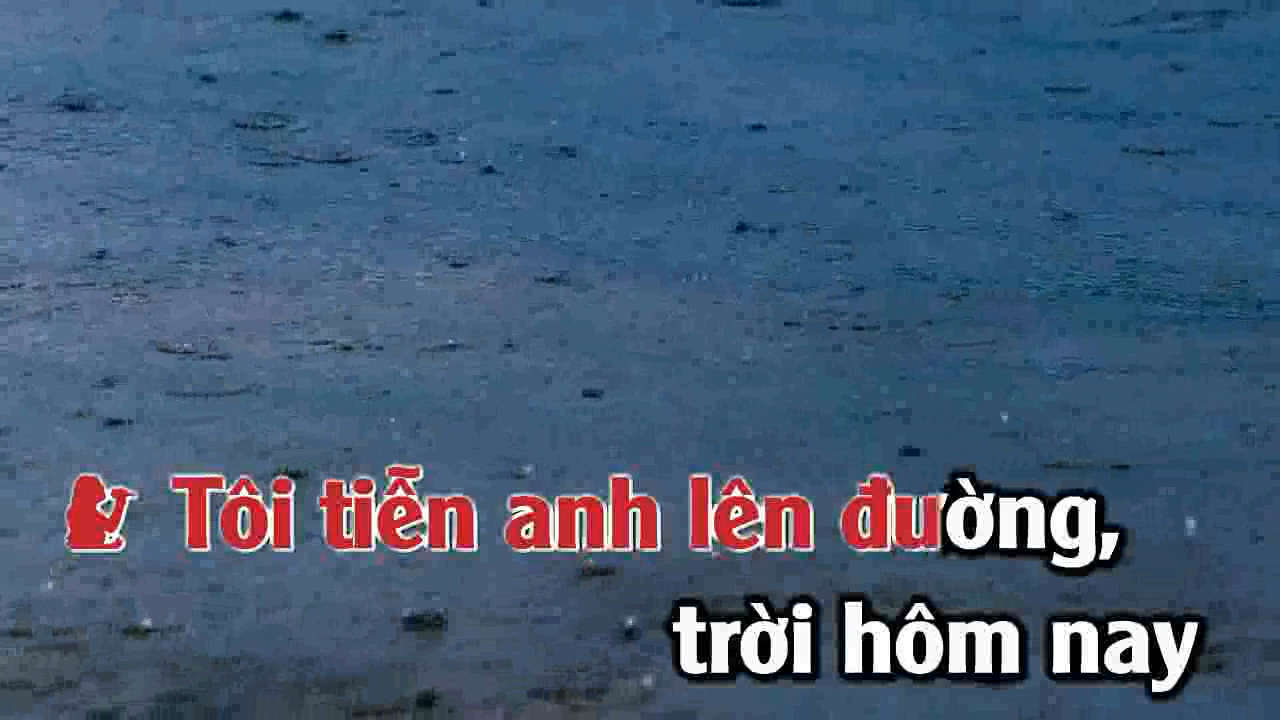 Tôi tiễn anh lên đường,
trời hôm nay